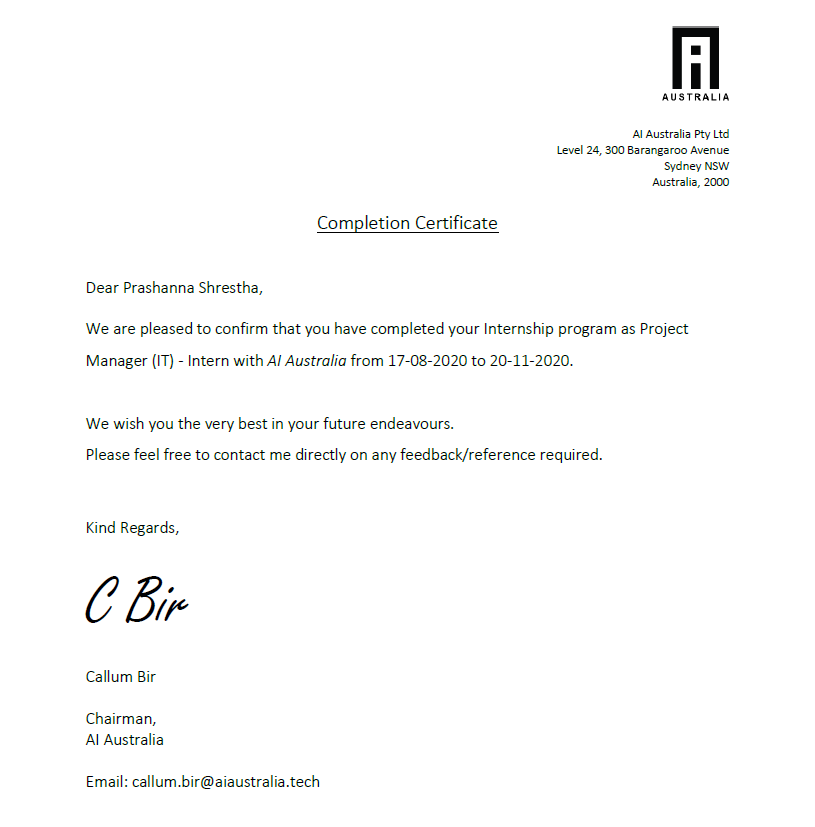 AI
AUSTRALIA
AI Australia Pty Ltd
Level 24, 300 Barangaroo Avenue
Sydney NSW
Australia, 2000
Completion Certificate
Dear Prashanna Shrestha,
We are pleased to confirm that you have completed your Internship program as Project
Manager (IT) - Intern with AI Australia from 17-08-2020 to 20-11-2020.
We wish you the very best in your future endeavours.
Please feel free to contact me directly on any feedback/reference required.
Kind Regards,
C Bir
Callum Bir
Chairman,
AI Australia
Email: callum.bir@aiaustralia.tech